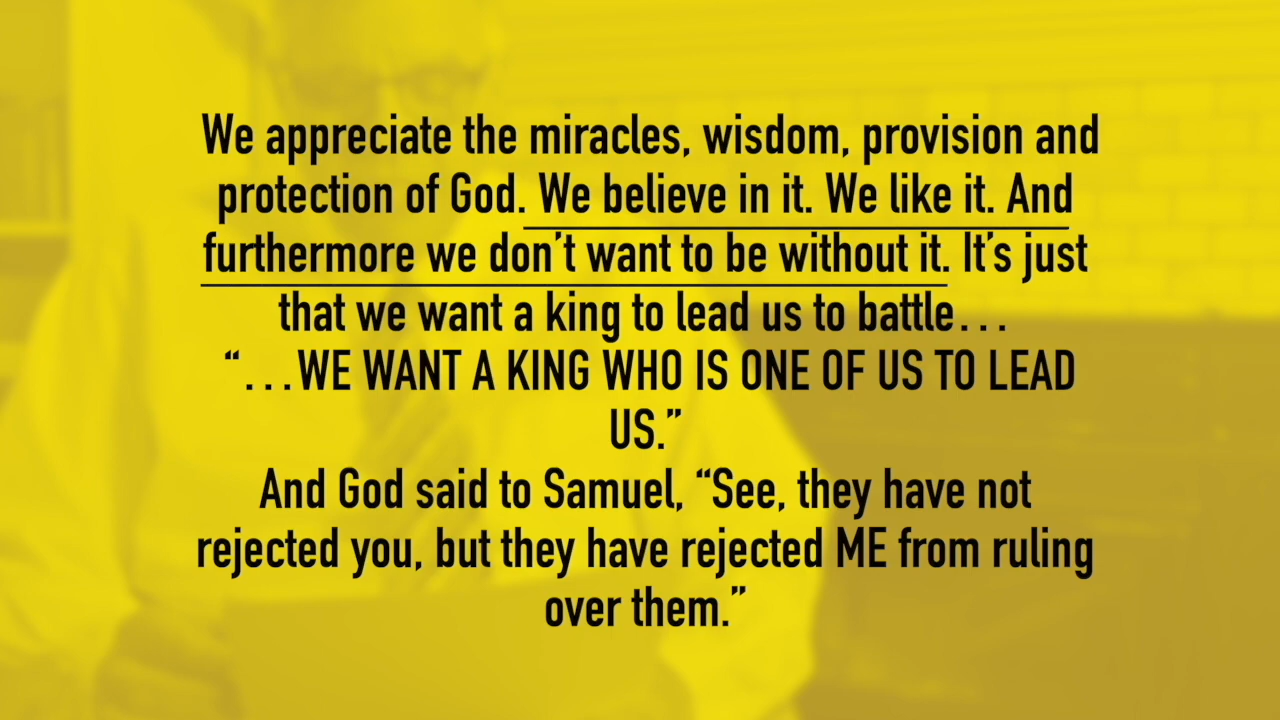 We appreciate the miracles, wisdom, provision and
protection of God. We believe in it. We like it. And
furthermore we don’t want to be without it. It’s just
that we want a king to lead us to battle...
“...WE WANT A KING WHO IS ONE OF US TO LEAD
US.”
And God said to Samuel, “See, they have not
rejected you, but they have rejected ME from ruling
over them.”